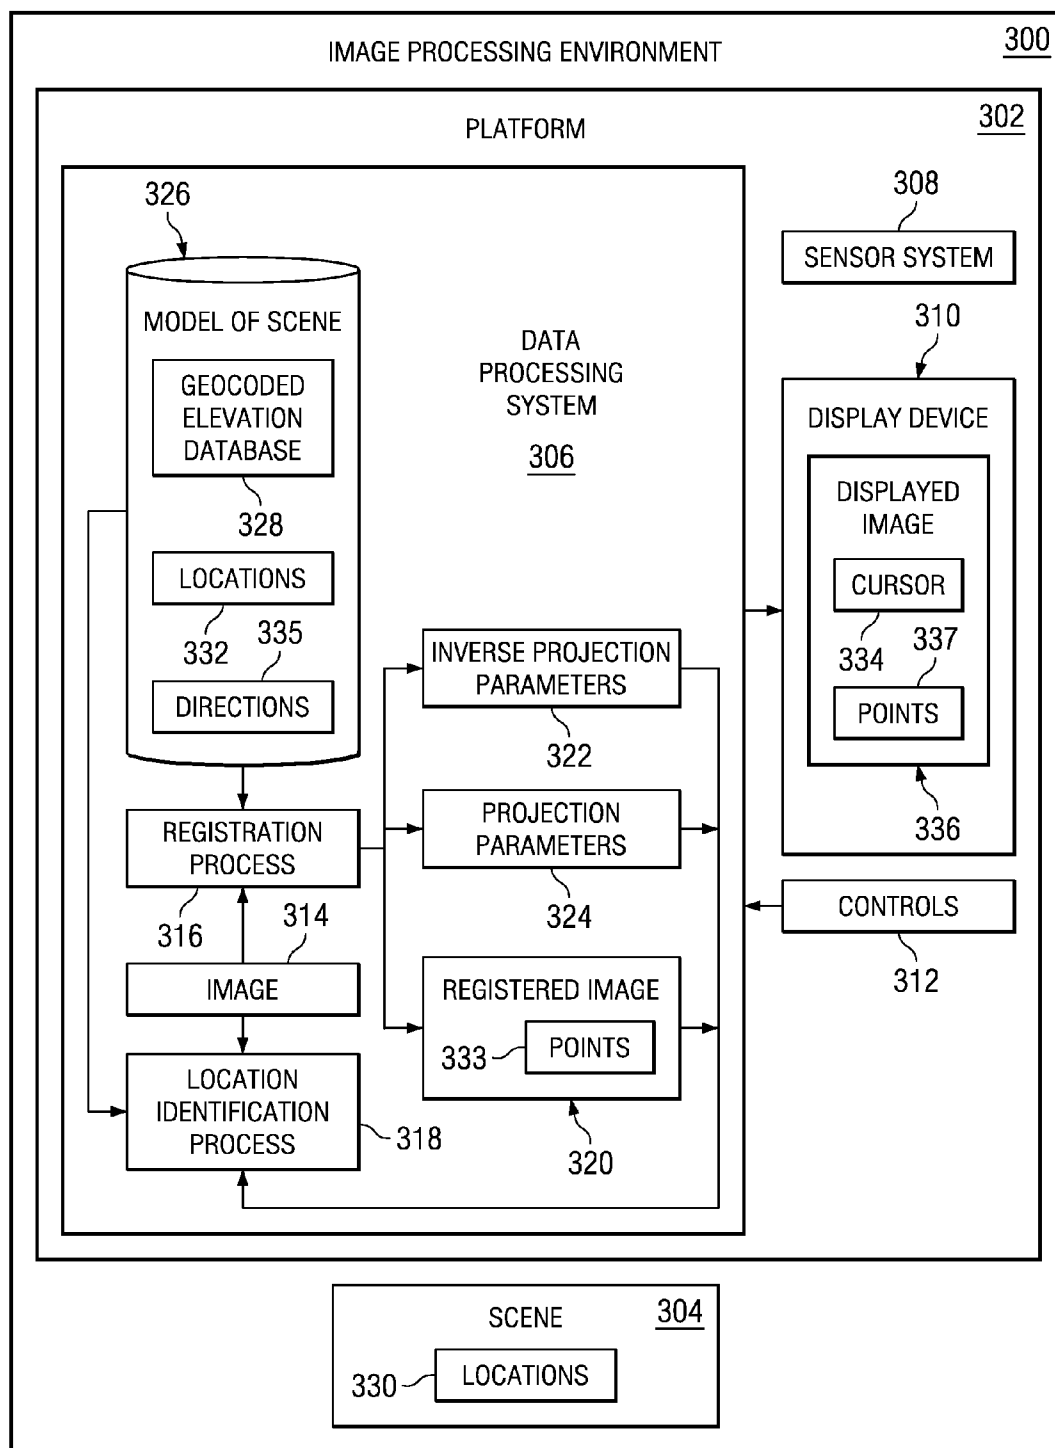 IMAGE PROCESSING ENVIRONMENT
300
PLATFORM
302
326
MODEL OF SCENE
GEOCODED
ELEVATION
DATABASE
328
LOCATIONS
332
335
DIRECTIONS
DATA
PROCESSING
SYSTEM
306
308
SENSOR SYSTEM
310
DISPLAY DEVICE
DISPLAYED
IMAGE
CURSOR
334
337
POINTS
336
INVERSE PROJECTION
PARAMETERS
322
REGISTRATION
PROCESS
316
314
PROJECTION
PARAMETERS
324
CONTROLS
312
IMAGE
REGISTERED IMAGE
333
POINTS
320
LOCATION
IDENTIFICATION
PROCESS
318
SCENE
304
330
LOCATIONS